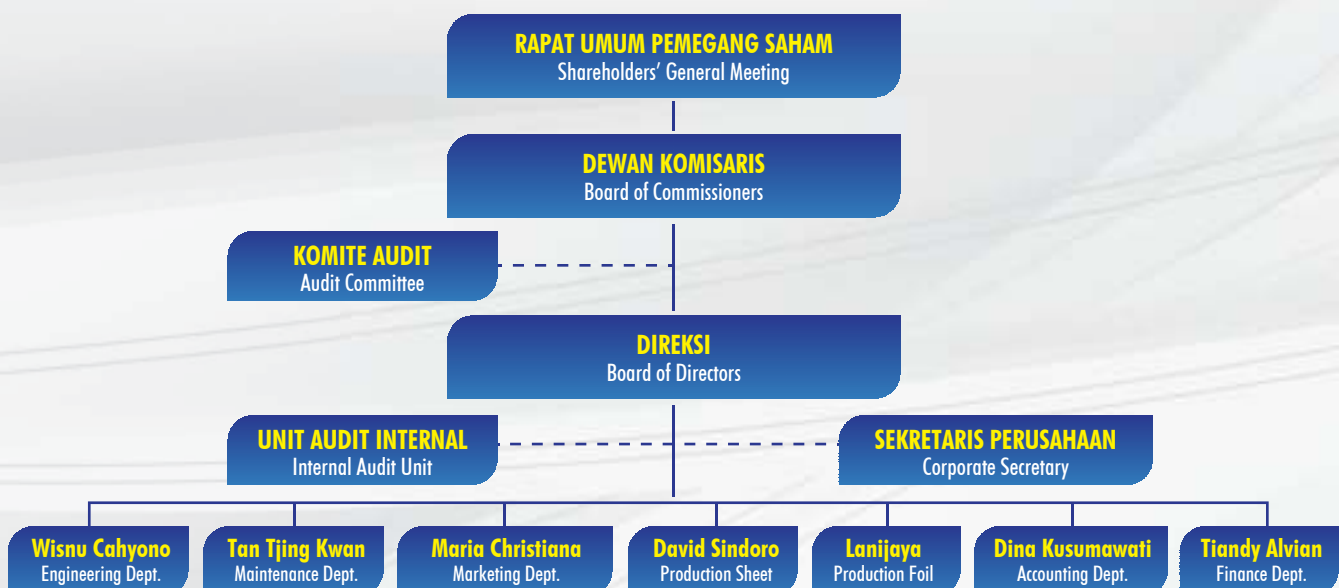 RAPAT UMUM PEMEGANG SAHAM
Shareholders’ General Meeting
DEWAN KOMISARIS
Board of Commissioners
KOMITE AUDIT
Audit Committee
DIREKSI
Board of Directors
UNIT AUDIT INTERNAL
Internal Audit Unit
SEKRETARIS PERUSAHAAN
Corporate Secretary
Wisnu Cahyono
Engineering Dept.
Tan Tjing Kwan
Maintenance Dept.
Maria Christiana
Marketing Dept.
David Sindoro
Production Sheet
Lanijaya
Production Foil
Dina Kusumawati
Accounting Dept.
Tiandy Alvian
Finance Dept.